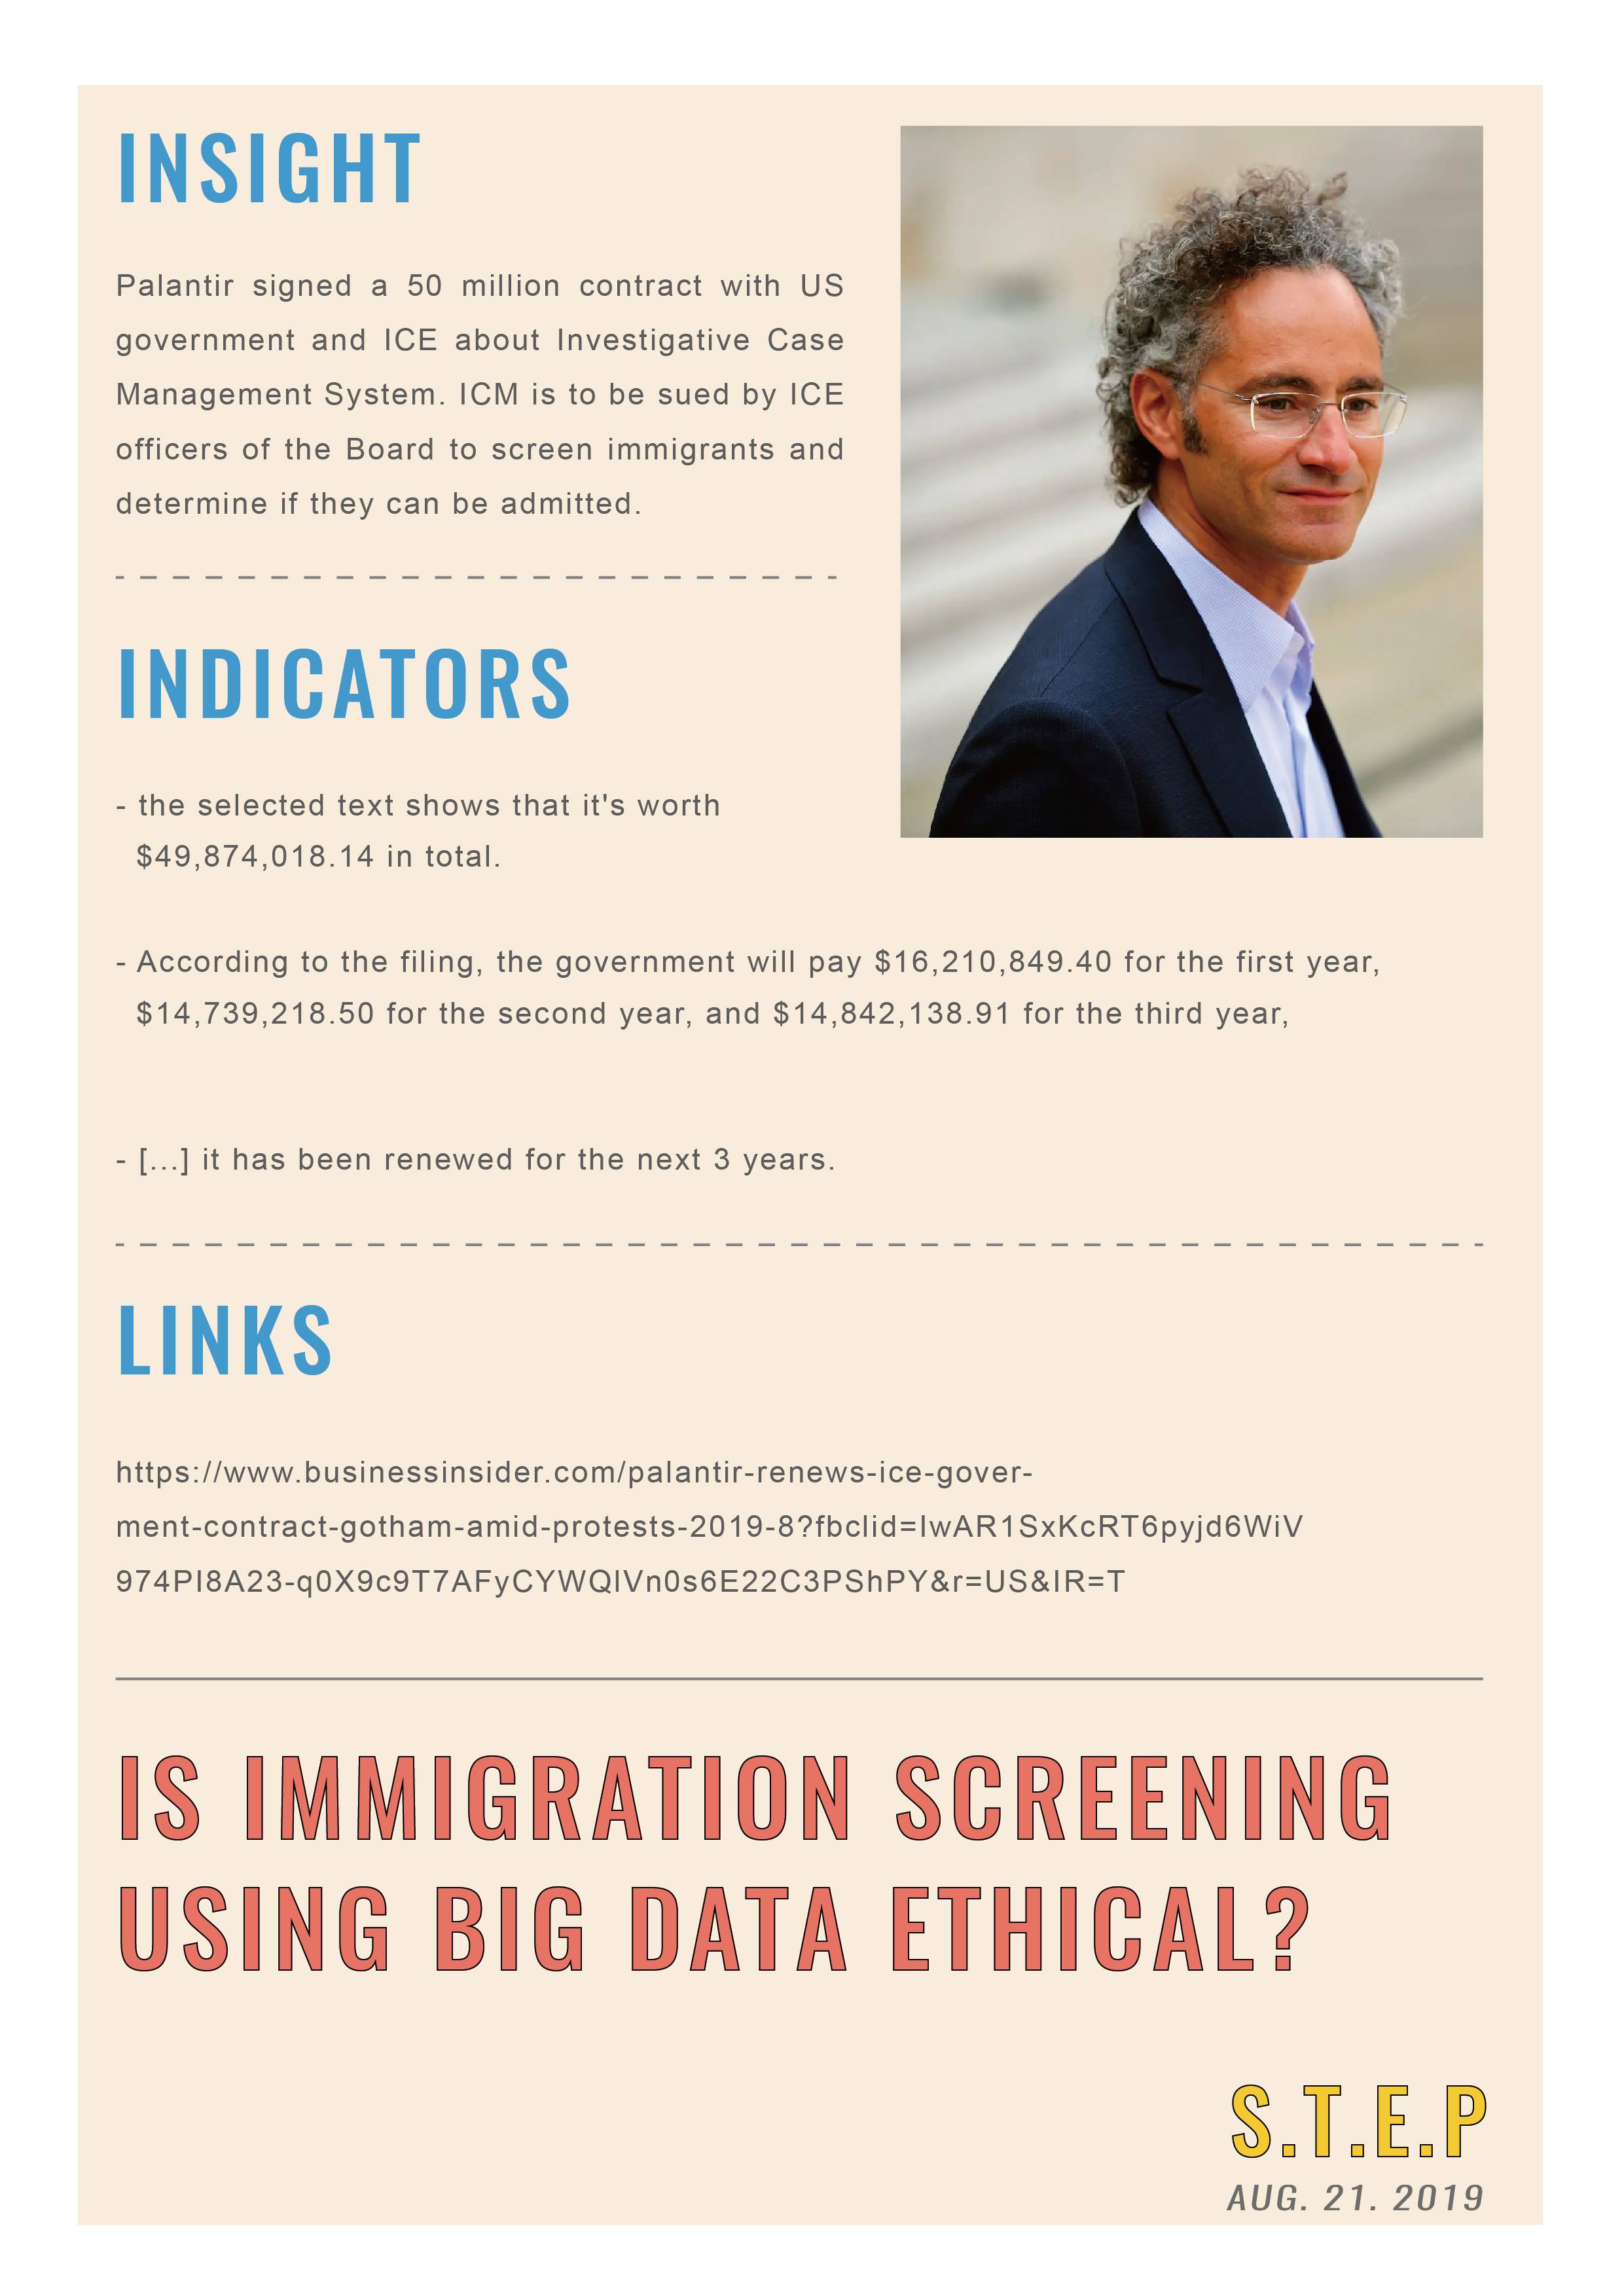 INSIGHT
Palantir signed a 50 million contract with US
government and ICE about Investigative Case
Management System. ICM is to be sued by ICE
officers of the Board to screen immigrants and
determine if they can be admitted.
INDICATORS
- the selected text shows that it's worth
$49,874,018.14 in total.
- According to the filing, the government will pay $16,210,849.40 for the first year,
$14,739,218.50 for the second year, and $14,842,138.91 for the third year,
- [...] it has been renewed for the next 3 years.
LINKS
https://www.businessinsider.com/palantir-renews-ice-gover-
ment-contract-gotham-amid-protests-2019-8?fbclid=IwAR1SxKcRT6pyjd6WiV
974PI8A23-q0X9c9T7AFyCYWQIVn0s6E22C3PShPY&r=US&IR=T
IS IMMIGRATION SCREENING
USING BIG DATA ETHICAL?
S.T.E.P
AUG. 21. 2019